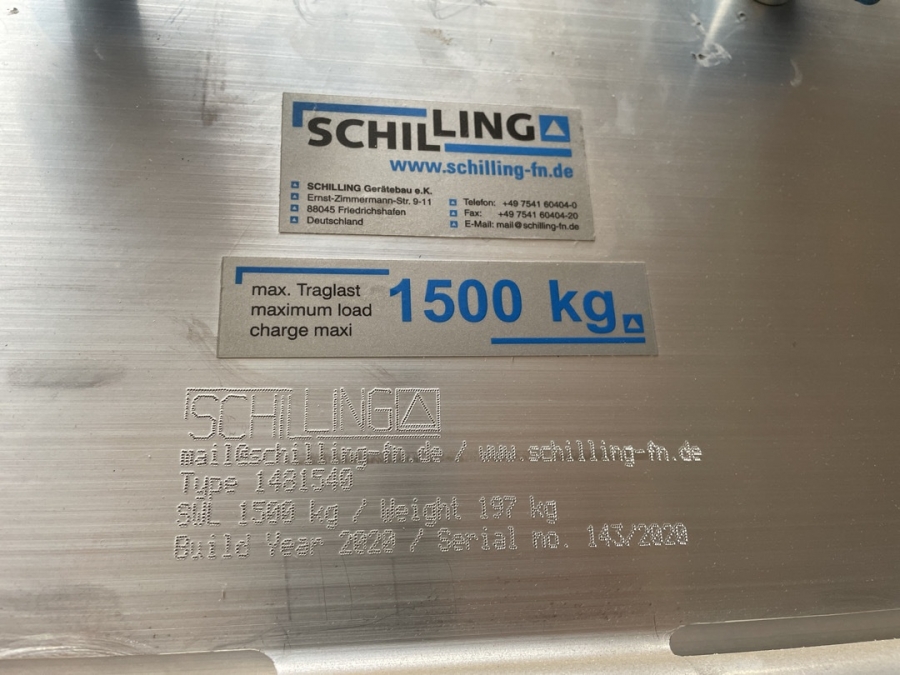 SCHILLING
www.schilling-fn.de
SCHILLING Gerätebau e.K.
Ernst-Zimmermann-Str. 9-11
88045 Friedrichshafen
Deutschland
Telefon: +49 7541 60404-0
Fax: +49 7541 60404-20
E-Mail: mail@schilling-fn.de
max. Traglast
maximum load
charge maxi
1500 kg
SCHILLING
mail@schilling-fn.de / www.schilling-fn.de
Type 1481540
SWL 1500 kg / Weight 197 kg
Build Year 2020 / Serial no. 143/2020